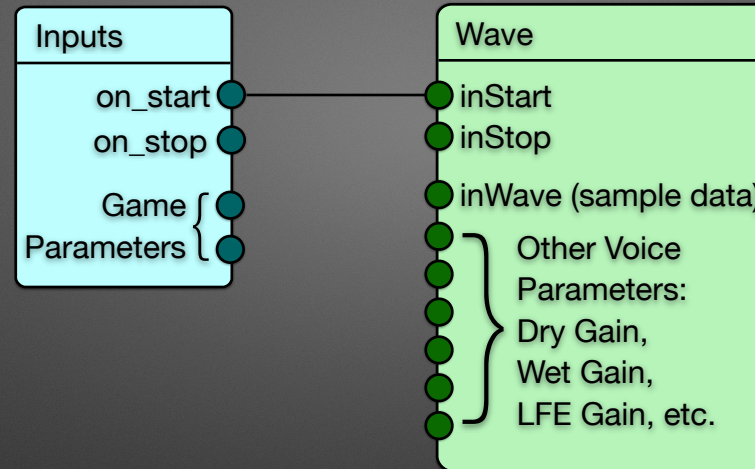 Inputs
on_start
on_stop
Game
Parameters
Wave
inStart
inStop
inWave (sample data)
Other Voice
Parameters:
Dry Gain,
Wet Gain,
LFE Gain, etc.